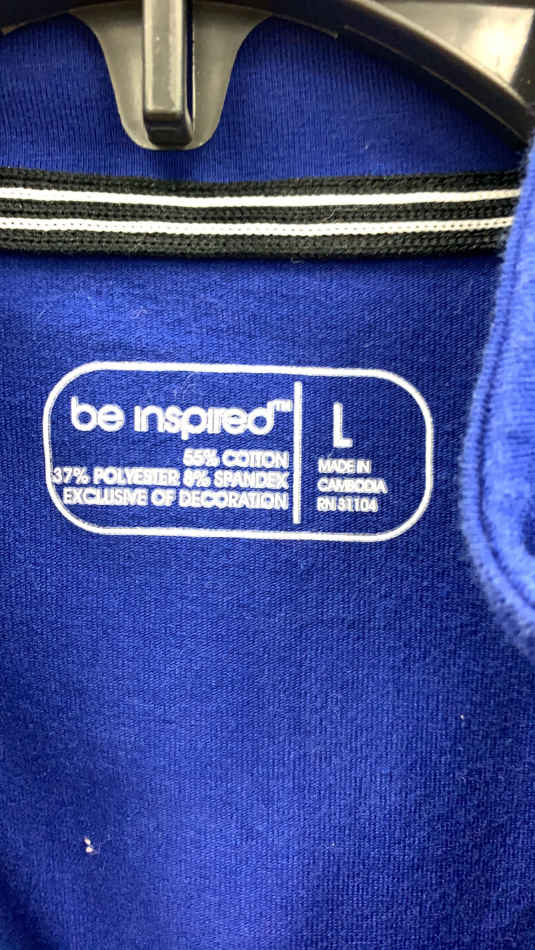 be inspired™
55% COTTON
37% POLYESTER 8% SPANDEX
EXCLUSIVE OF DECORATION
L
MADE IN
CAMBODIA
RN 31104